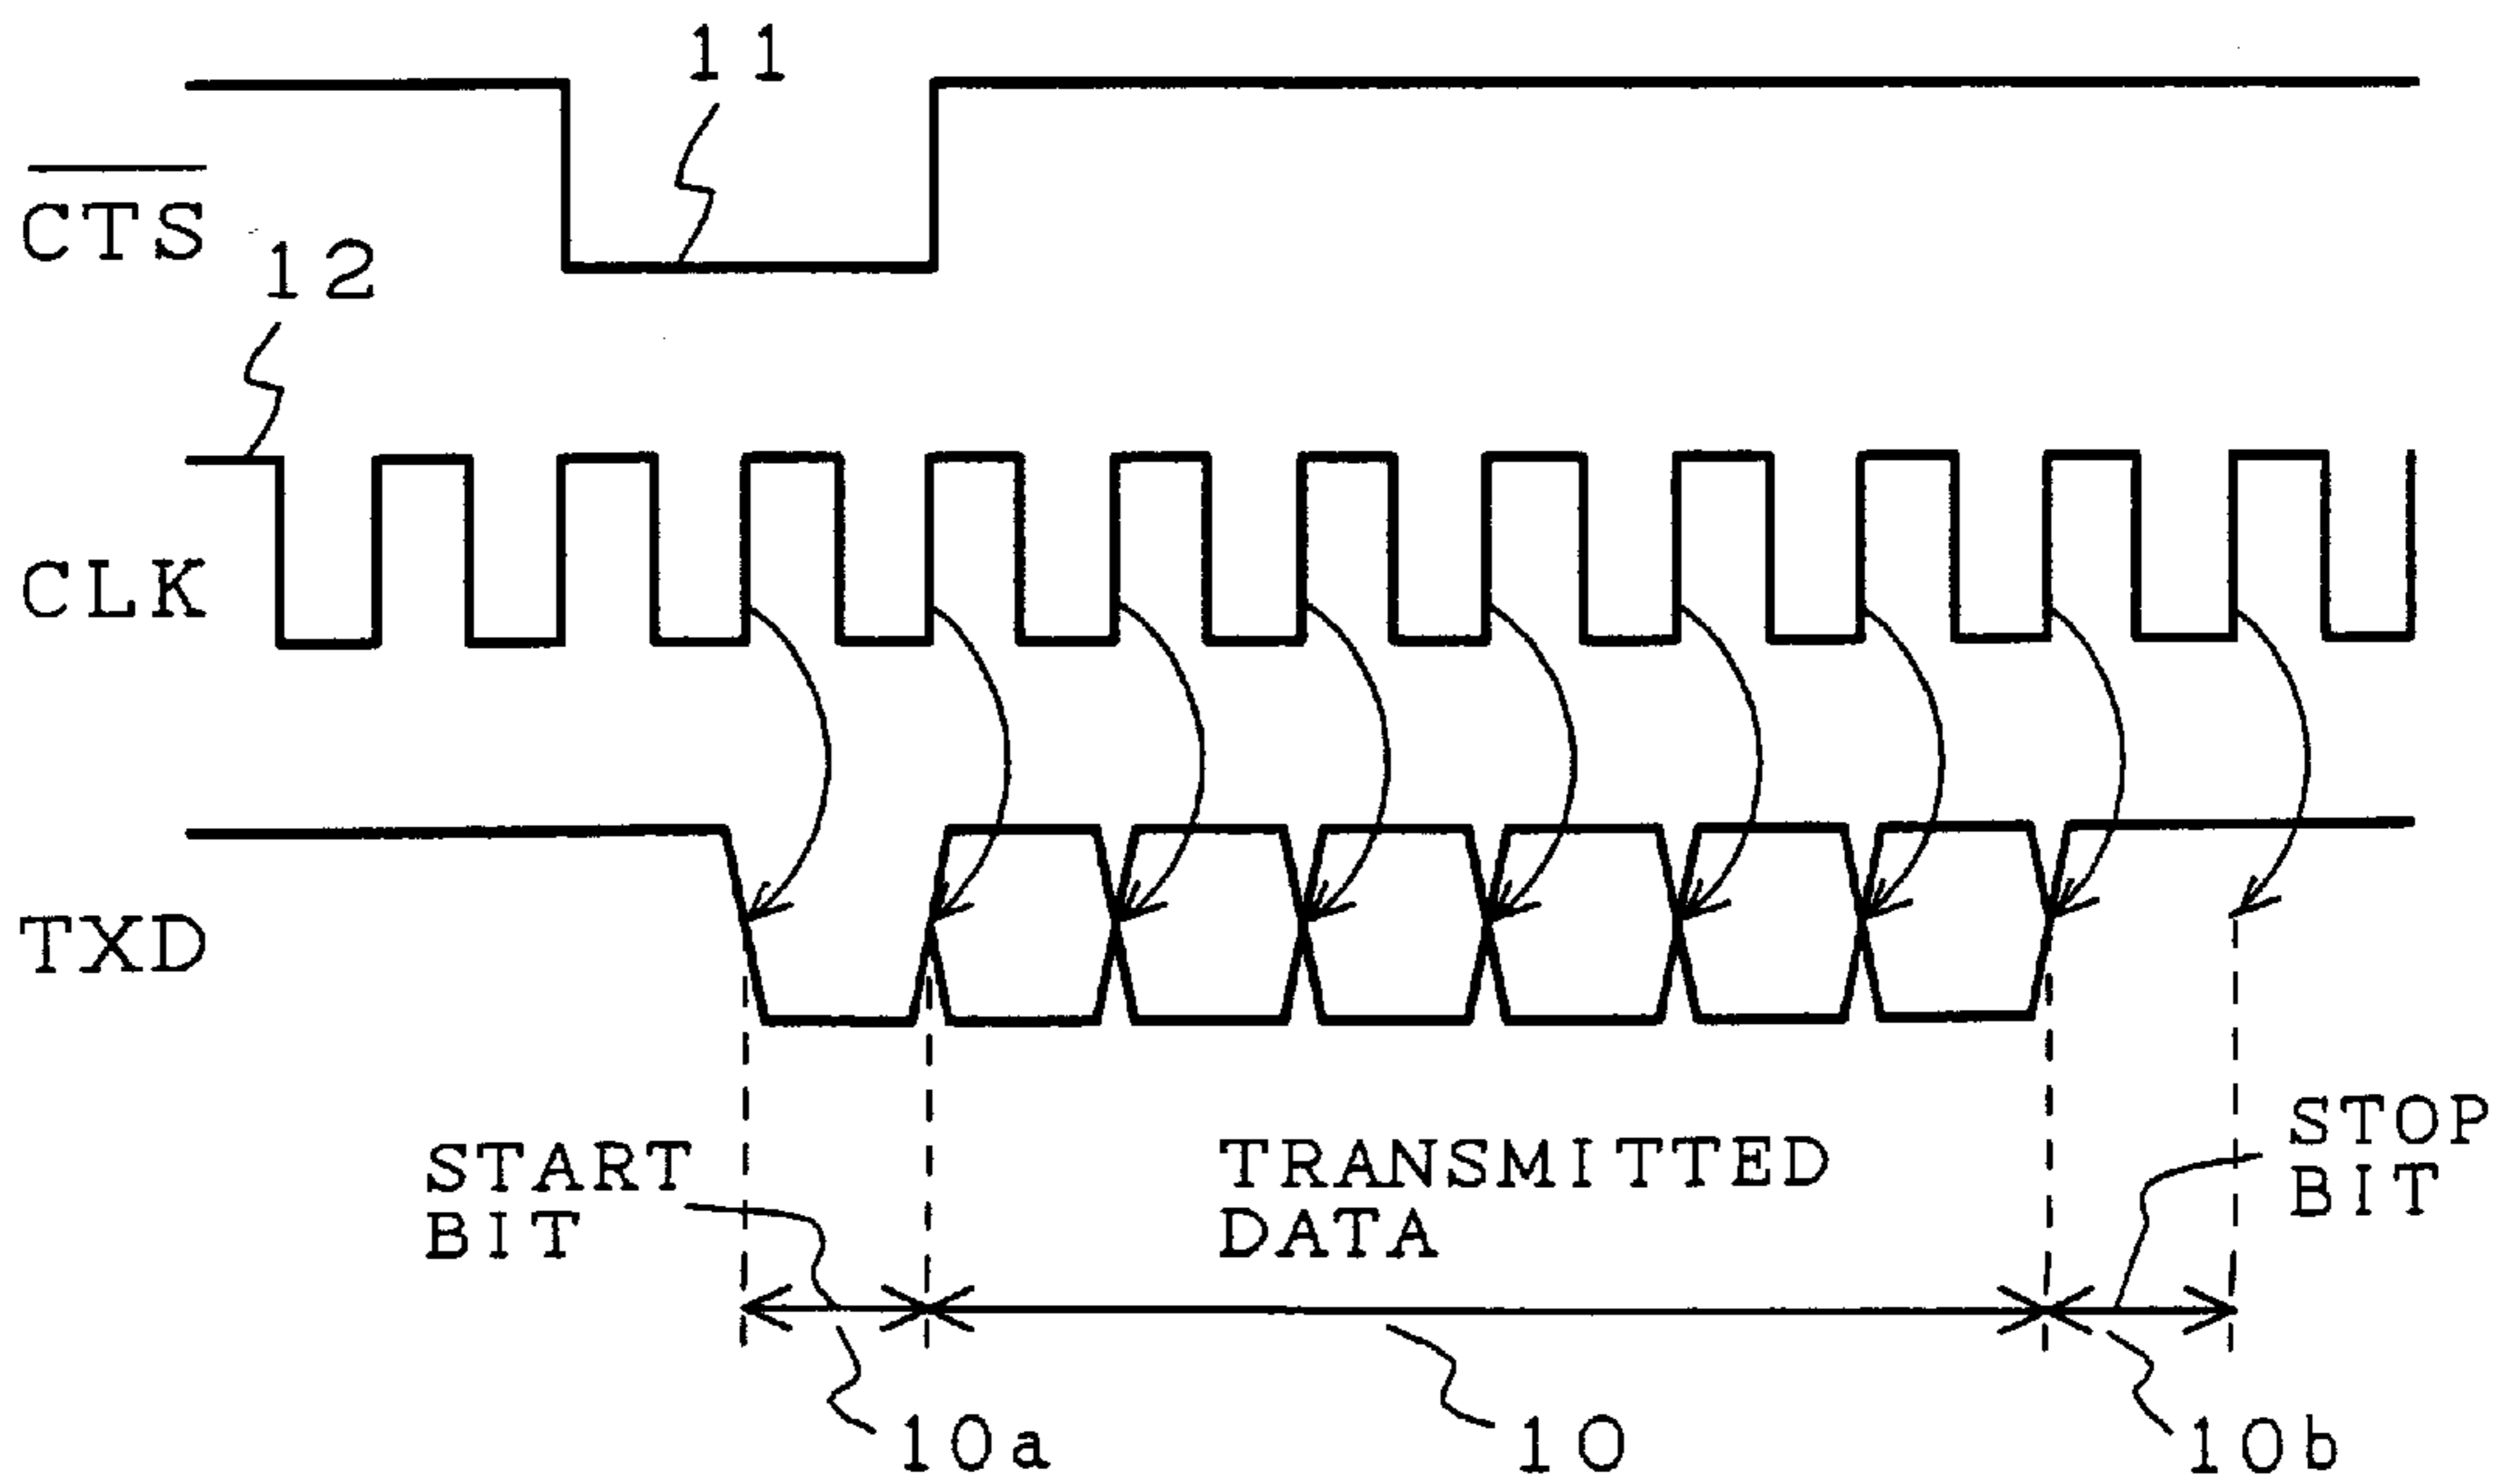 11
CTS
12
CLK
TXD
START
BIT
TRANSMITTED
DATA
STOP
BIT
10a
10
10b